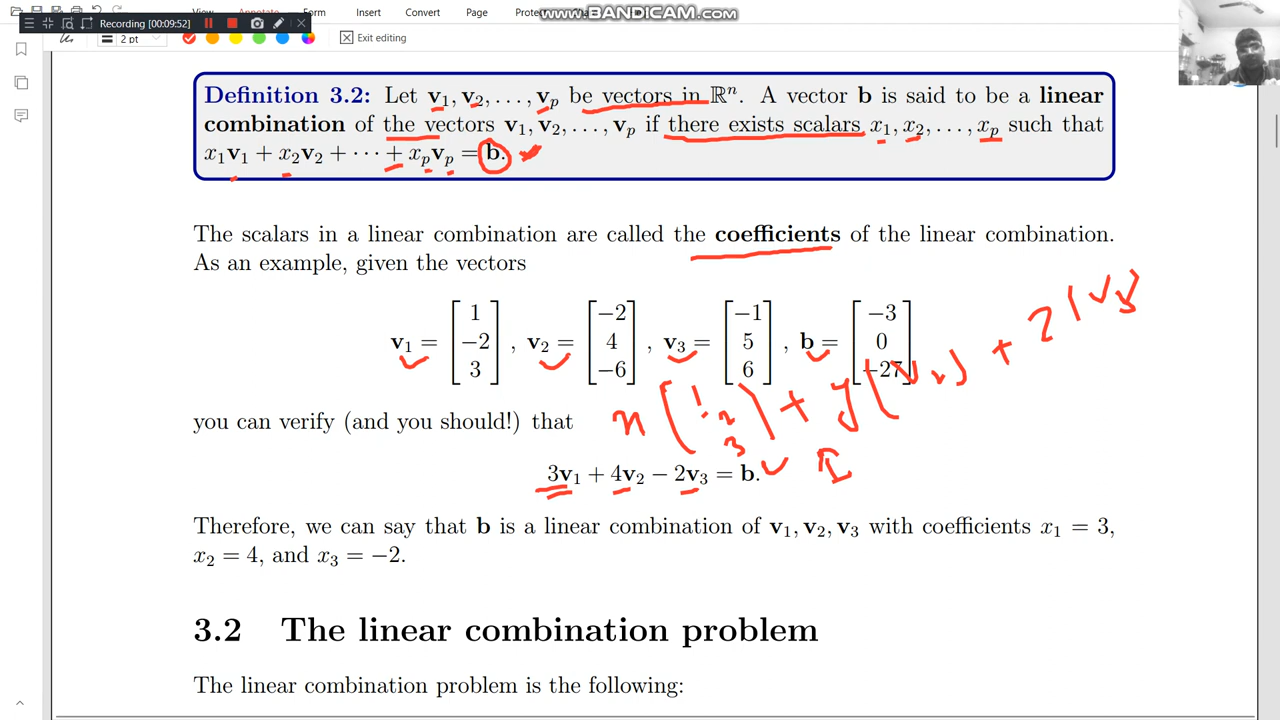 Form Insert Convert Page Prote
www.BANDICAM.com
Recording [00:09:52]
2 pt Exit editing
Definition 3.2: Let v₁, v₂, . . . , vₚ be vectors in ℝⁿ. A vector b is said to be a linear
combination of the vectors v₁, v₂, . . . , vₚ if there exists scalars x₁, x₂, . . . , xₚ such that
x₁v₁ + x₂v₂ + ··· + xₚvₚ = b.
The scalars in a linear combination are called the coefficients of the linear combination.
As an example, given the vectors
v₁ = [1 −2 3], v₂ = [−2 4 −6], v₃ = [−1 5 6], b = [−3 0 −27]
you can verify (and you should!) that
x(1 -2 3) + y(v₂) + z(v₃)
3v₁ + 4v₂ − 2v₃ = b.
Therefore, we can say that b is a linear combination of v₁, v₂, v₃ with coefficients x₁ = 3,
x₂ = 4, and x₃ = −2.
3.2 The linear combination problem
The linear combination problem is the following: